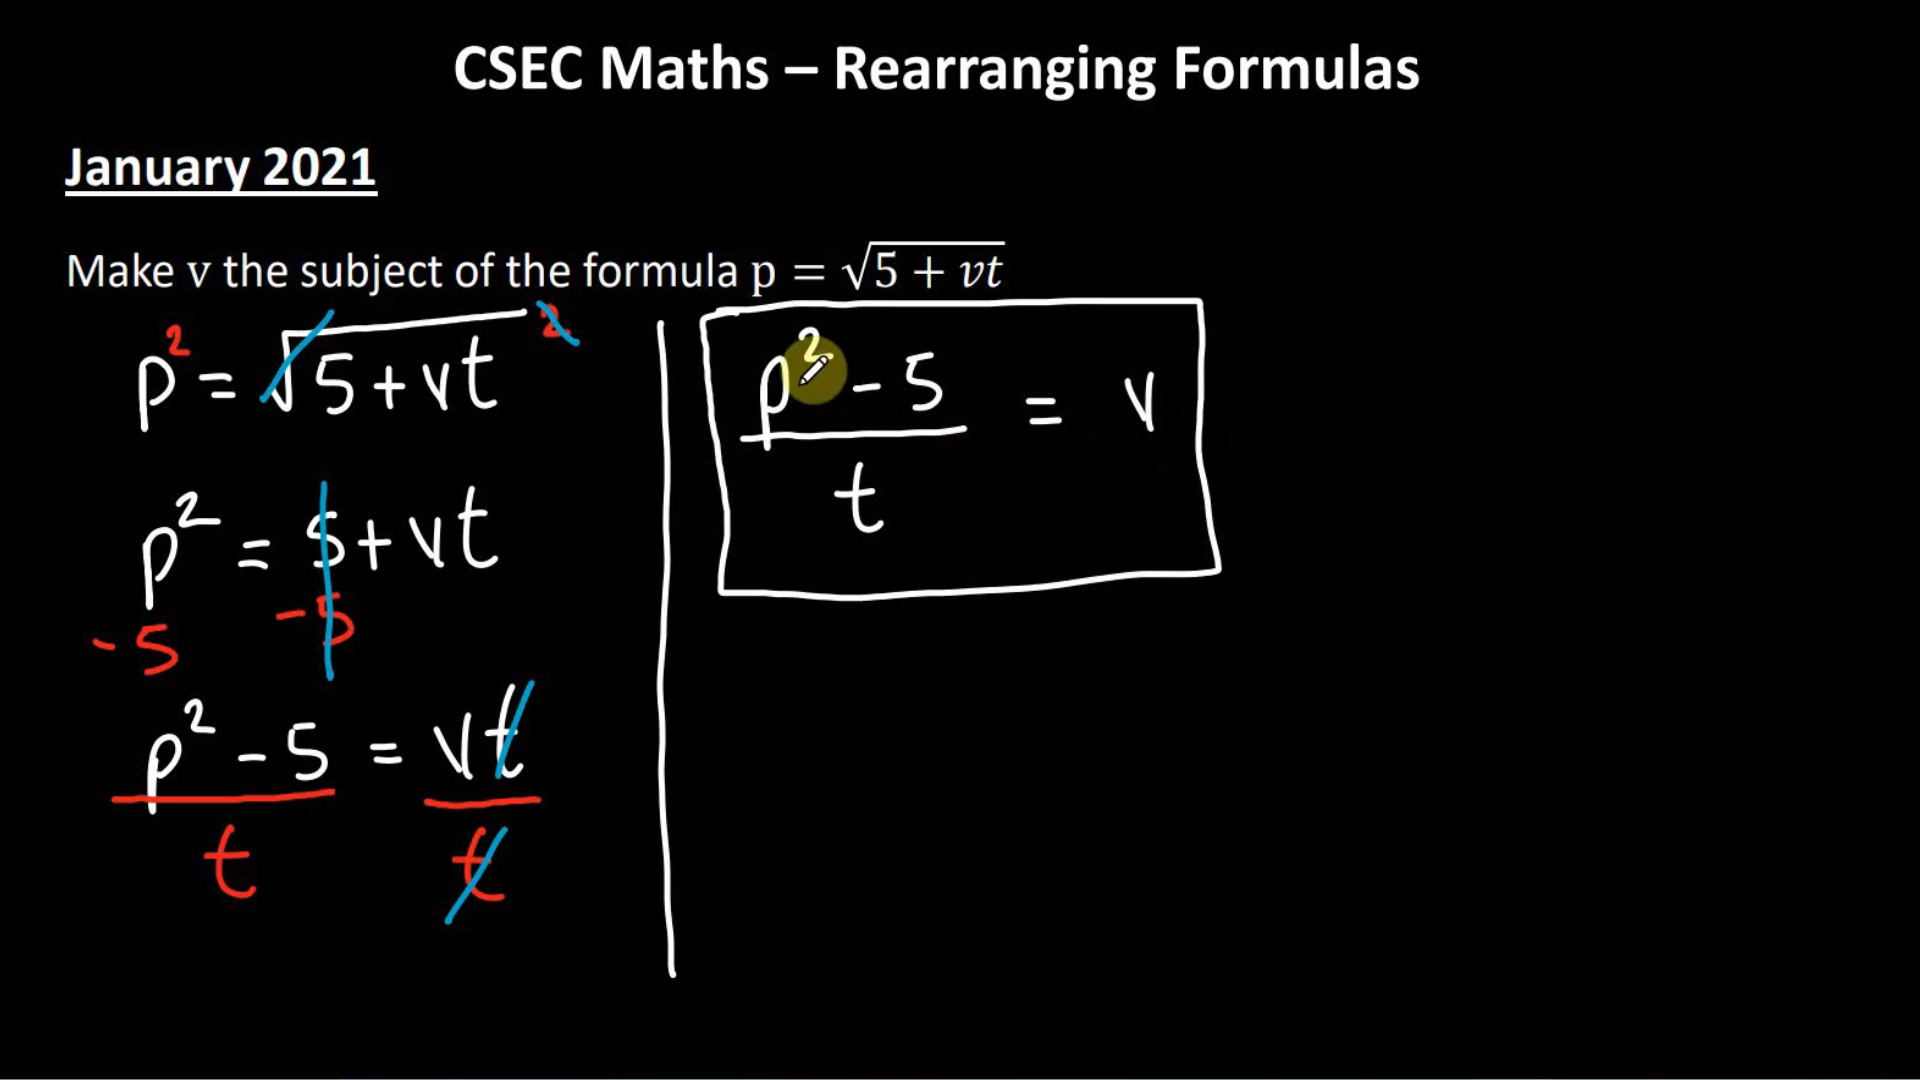 CSEC Maths – Rearranging Formulas
January 2021
Make v the subject of the formula p = √5 + vt
p² = √5 + vt ²
p² = 5 + vt
- 5 - 5
p² - 5 = vt
t t
p² - 5 = v
t